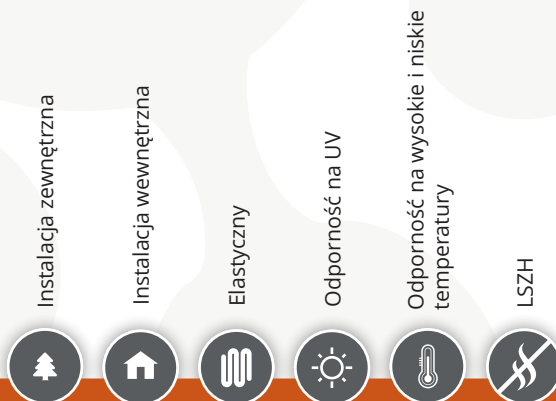 Instalacja zewnętrzna
Instalacja wewnętrzna
Elastyczny
Odporność na UV
Odporność na wysokie i niskie
temperatury
LSZH